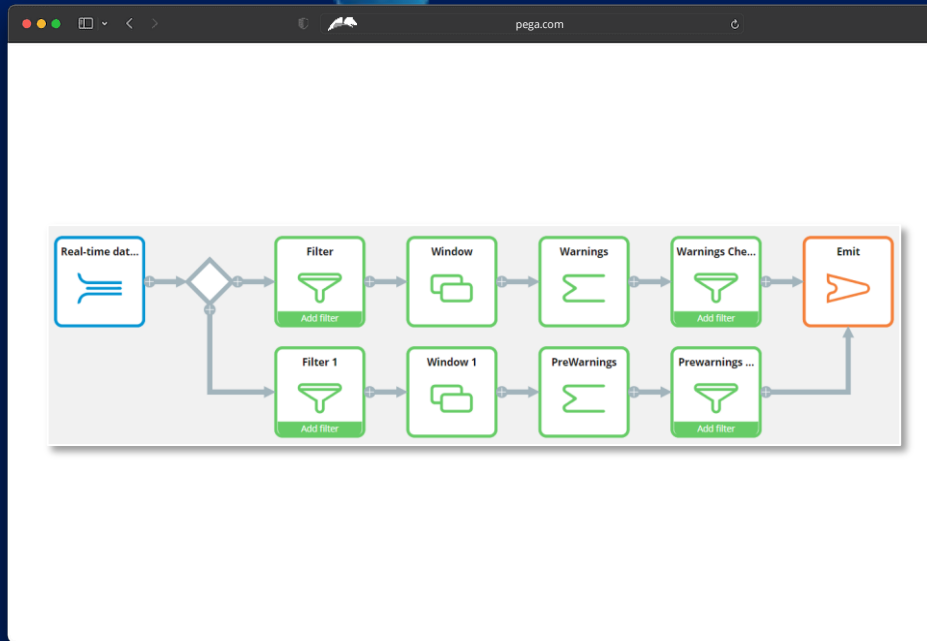 pega.com
Real-time dat...
Filter
Add filter
Window
Warnings
Warnings Che...
Add filter
Emit
Filter 1
Add filter
Window 1
PreWarnings
Prewarnings ...
Add filter